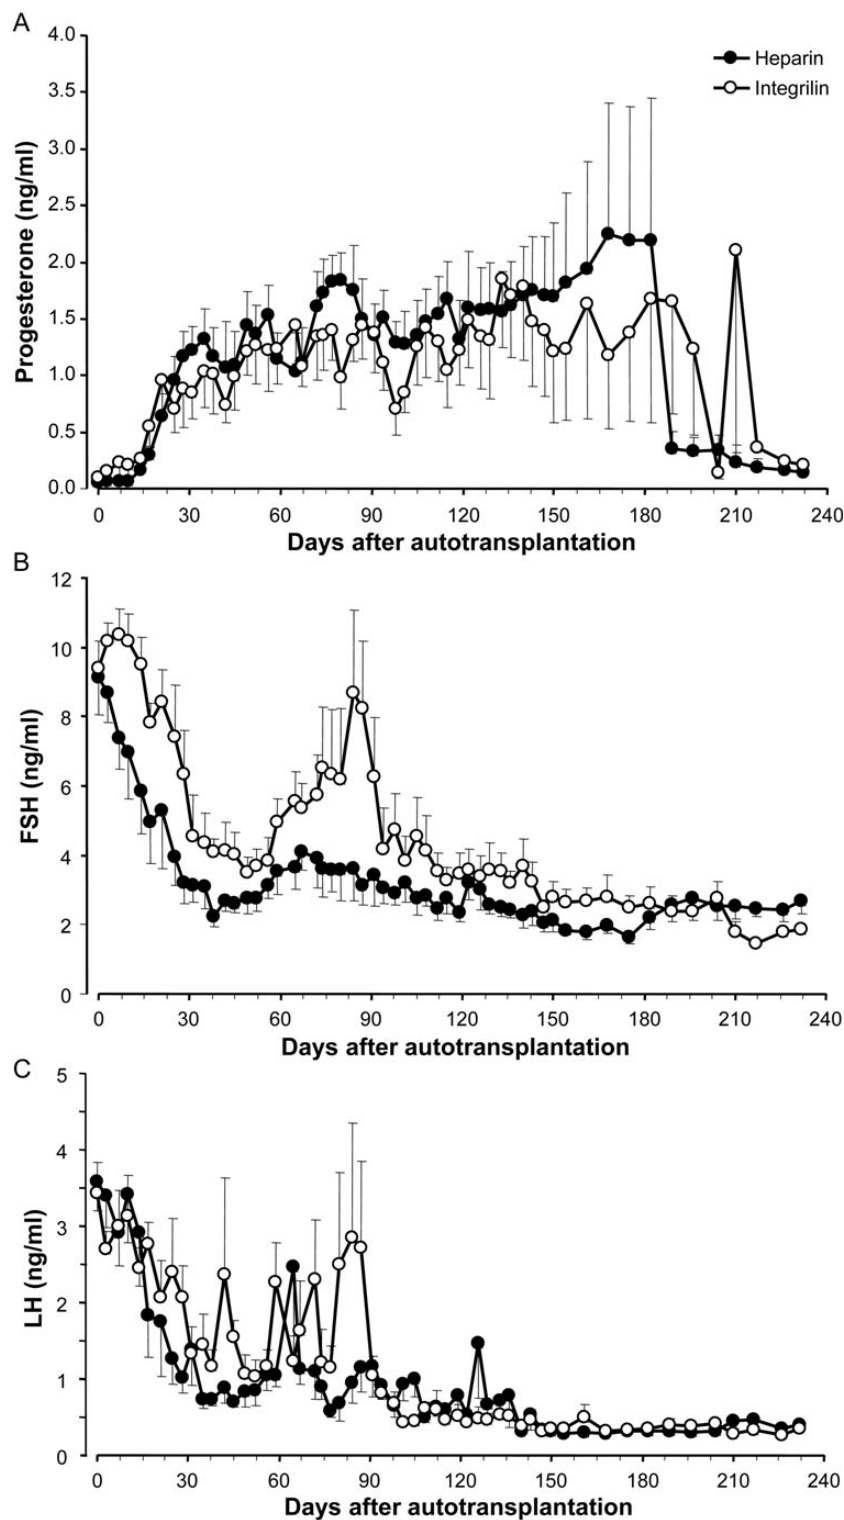 A
4.0
3.5
3.0
2.5
2.0
1.5
1.0
0.5
0.0
Progesterone (ng/ml)
Heparin
Integrilin
0 30 60 90 120 150 180 210 240
Days after autotransplantation
B
12
10
8
6
4
2
0
FSH (ng/ml)
0 30 60 90 120 150 180 210 240
Days after autotransplantation
C
5
4
3
2
1
0
LH (ng/ml)
0 30 60 90 120 150 180 210 240
Days after autotransplantation